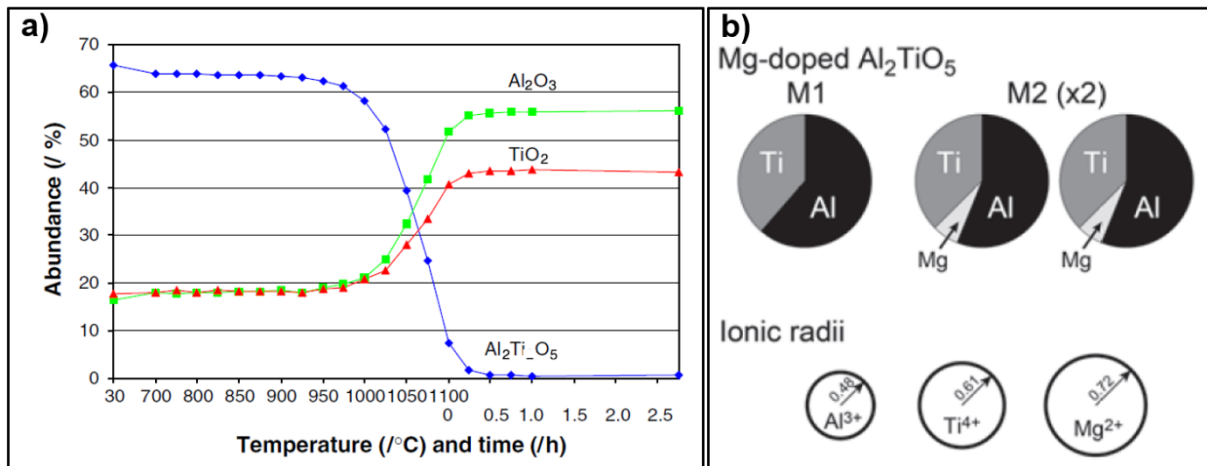 a)
Abundance (/ %)
70
60
50
40
30
20
10
0
Al₂O₃
TiO₂
Al₂Ti_O₅
30 700 800 850 900 950 1000 1050 1100
0 0.5 1.0 1.5 2.0 2.5
Temperature (/°C) and time (/h)
b)
Mg-doped Al₂TiO₅
M1 M2 (x2)
Ti Al
Ti Al Mg
Ti Al Mg
Ionic radii
0.48 0.61 0.72
Al³⁺ Ti⁴⁺ Mg²⁺